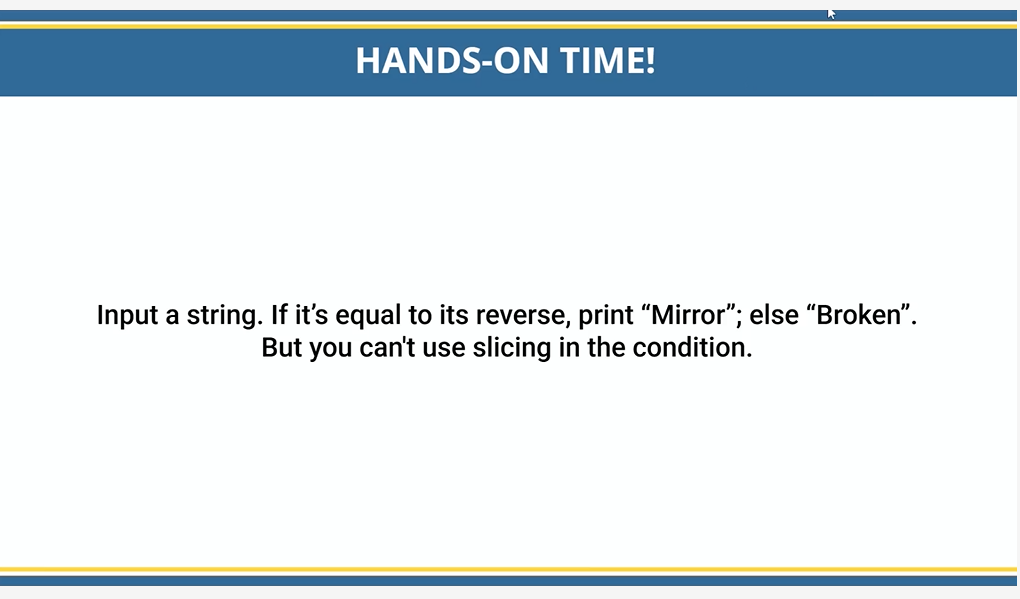 HANDS-ON TIME!
Input a string. If it’s equal to its reverse, print “Mirror”; else “Broken”.
But you can't use slicing in the condition.